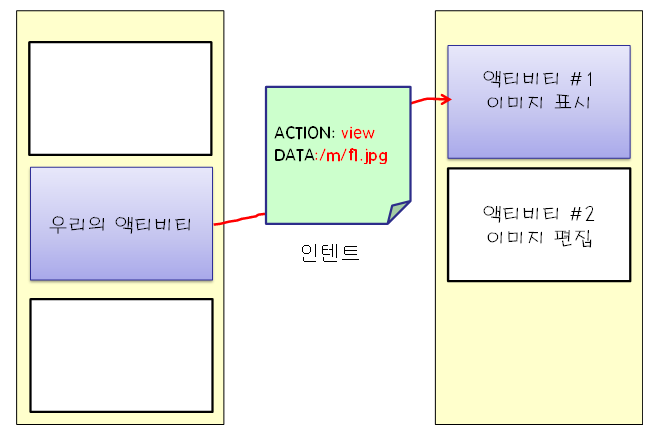 우리의 액티비티
ACTION: view
DATA:/m/f1.jpg
인텐트
액티비티 #1
이미지 표시
액티비티 #2
이미지 편집